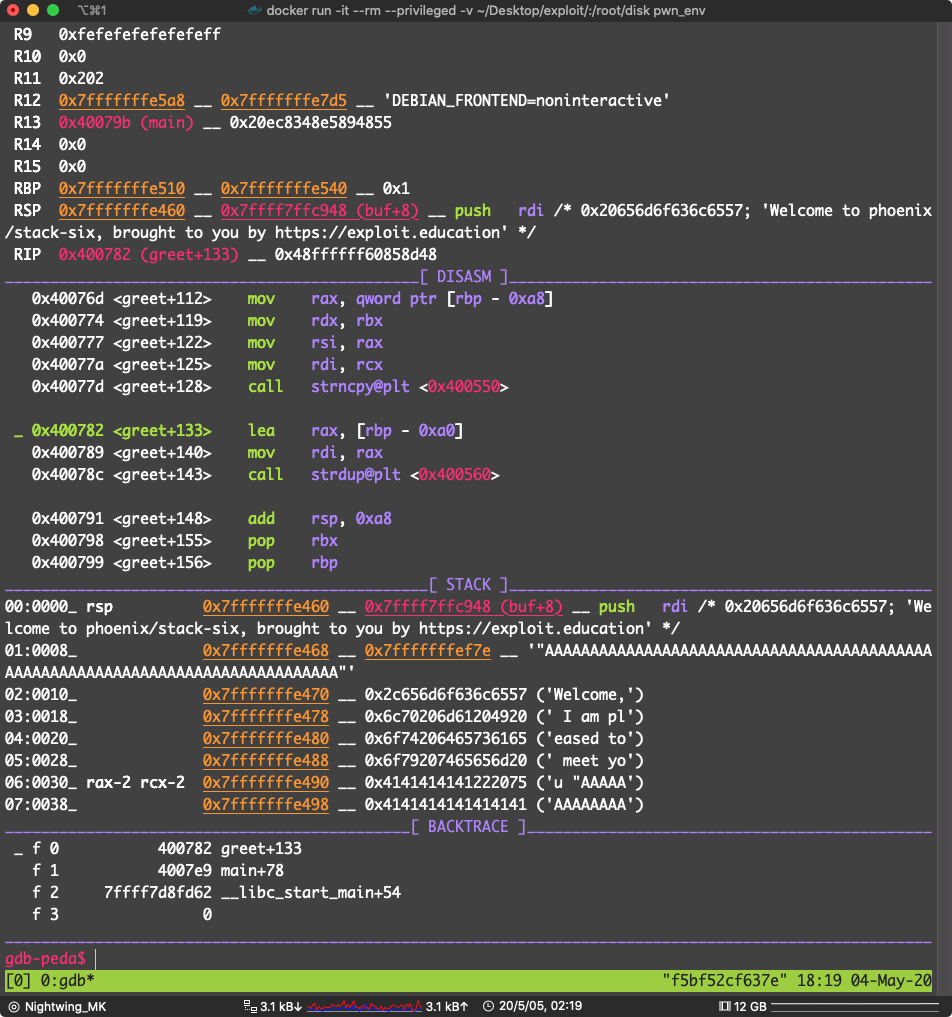 ⌥⌘1 docker run -it --rm --privileged -v ~/Desktop/exploit/:/root/disk pwn_env
R9 0xfefefefefefefeff
R10 0x0
R11 0x202
R12 0x7fffffffe5a8 __ 0x7fffffffe7d5 __ 'DEBIAN_FRONTEND=noninteractive'
R13 0x40079b (main) __ 0x20ec8348e5894855
R14 0x0
R15 0x0
RBP 0x7fffffffe510 __ 0x7fffffffe540 __ 0x1
RSP 0x7fffffffe460 __ 0x7ffff7ffc948 (buf+8) __ push rdi /* 0x20656d6f636c6557; 'Welcome to phoenix
/stack-six, brought to you by https://exploit.education' */
RIP 0x400782 (greet+133) __ 0x48ffffff60858d48
[ DISASM ]
0x40076d <greet+112> mov rax, qword ptr [rbp - 0xa8]
0x400774 <greet+119> mov rdx, rbx
0x400777 <greet+122> mov rsi, rax
0x40077a <greet+125> mov rdi, rcx
0x40077d <greet+128> call strncpy@plt <0x400550>
_ 0x400782 <greet+133> lea rax, [rbp - 0xa0]
0x400789 <greet+140> mov rdi, rax
0x40078c <greet+143> call strdup@plt <0x400560>
0x400791 <greet+148> add rsp, 0xa8
0x400798 <greet+155> pop rbx
0x400799 <greet+156> pop rbp
[ STACK ]
00:0000_ rsp 0x7fffffffe460 __ 0x7ffff7ffc948 (buf+8) __ push rdi /* 0x20656d6f636c6557; 'We
lcome to phoenix/stack-six, brought to you by https://exploit.education' */
01:0008_ 0x7fffffffe468 __ 0x7fffffffef7e __ '"AAAAAAAAAAAAAAAAAAAAAAAAAAAAAAAAAAAAAAAAAAA
AAAAAAAAAAAAAAAAAAAAAAAAAAAAAAAAAAAAA"'
02:0010_ 0x7fffffffe470 __ 0x2c656d6f636c6557 ('Welcome,')
03:0018_ 0x7fffffffe478 __ 0x6c70206d61204920 (' I am pl')
04:0020_ 0x7fffffffe480 __ 0x6f74206465736165 ('eased to')
05:0028_ 0x7fffffffe488 __ 0x6f79207465656d20 (' meet yo')
06:0030_ rax-2 rcx-2 0x7fffffffe490 __ 0x4141414141222075 ('u "AAAAA')
07:0038_ 0x7fffffffe498 __ 0x4141414141414141 ('AAAAAAAA')
[ BACKTRACE ]
_ f 0 400782 greet+133
f 1 4007e9 main+78
f 2 7ffff7d8fd62 __libc_start_main+54
f 3 0
gdb-peda$
[0] 0:gdb* "f5bf52cf637e" 18:19 04-May-20
Nightwing_MK 3.1 kB↓ 3.1 kB↑ 20/5/05, 02:19 12 GB